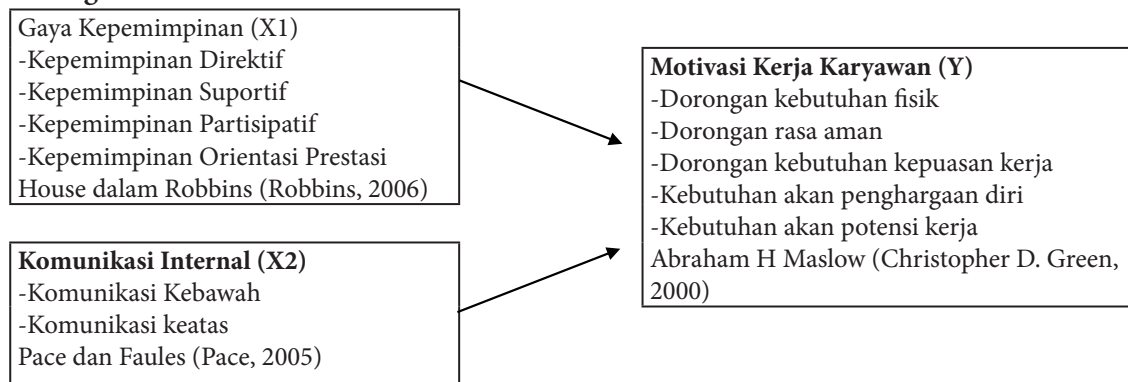 Gaya Kepemimpinan (X1)
-Kepemimpinan Direktif
-Kepemimpinan Suportif
-Kepemimpinan Partisipatif
-Kepemimpinan Orientasi Prestasi
House dalam Robbins (Robbins, 2006)
Komunikasi Internal (X2)
-Komunikasi Kebawah
-Komunikasi keatas
Pace dan Faules (Pace, 2005)
Motivasi Kerja Karyawan (Y)
-Dorongan kebutuhan fisik
-Dorongan rasa aman
-Dorongan kebutuhan kepuasan kerja
-Kebutuhan akan penghargaan diri
-Kebutuhan akan potensi kerja
Abraham H Maslow (Christopher D. Green,
2000)